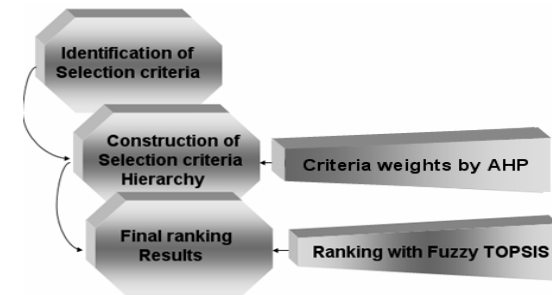 Identification of
Selection criteria
Construction of
Selection criteria
Hierarchy
Criteria weights by AHP
Final ranking
Results
Ranking with Fuzzy TOPSIS